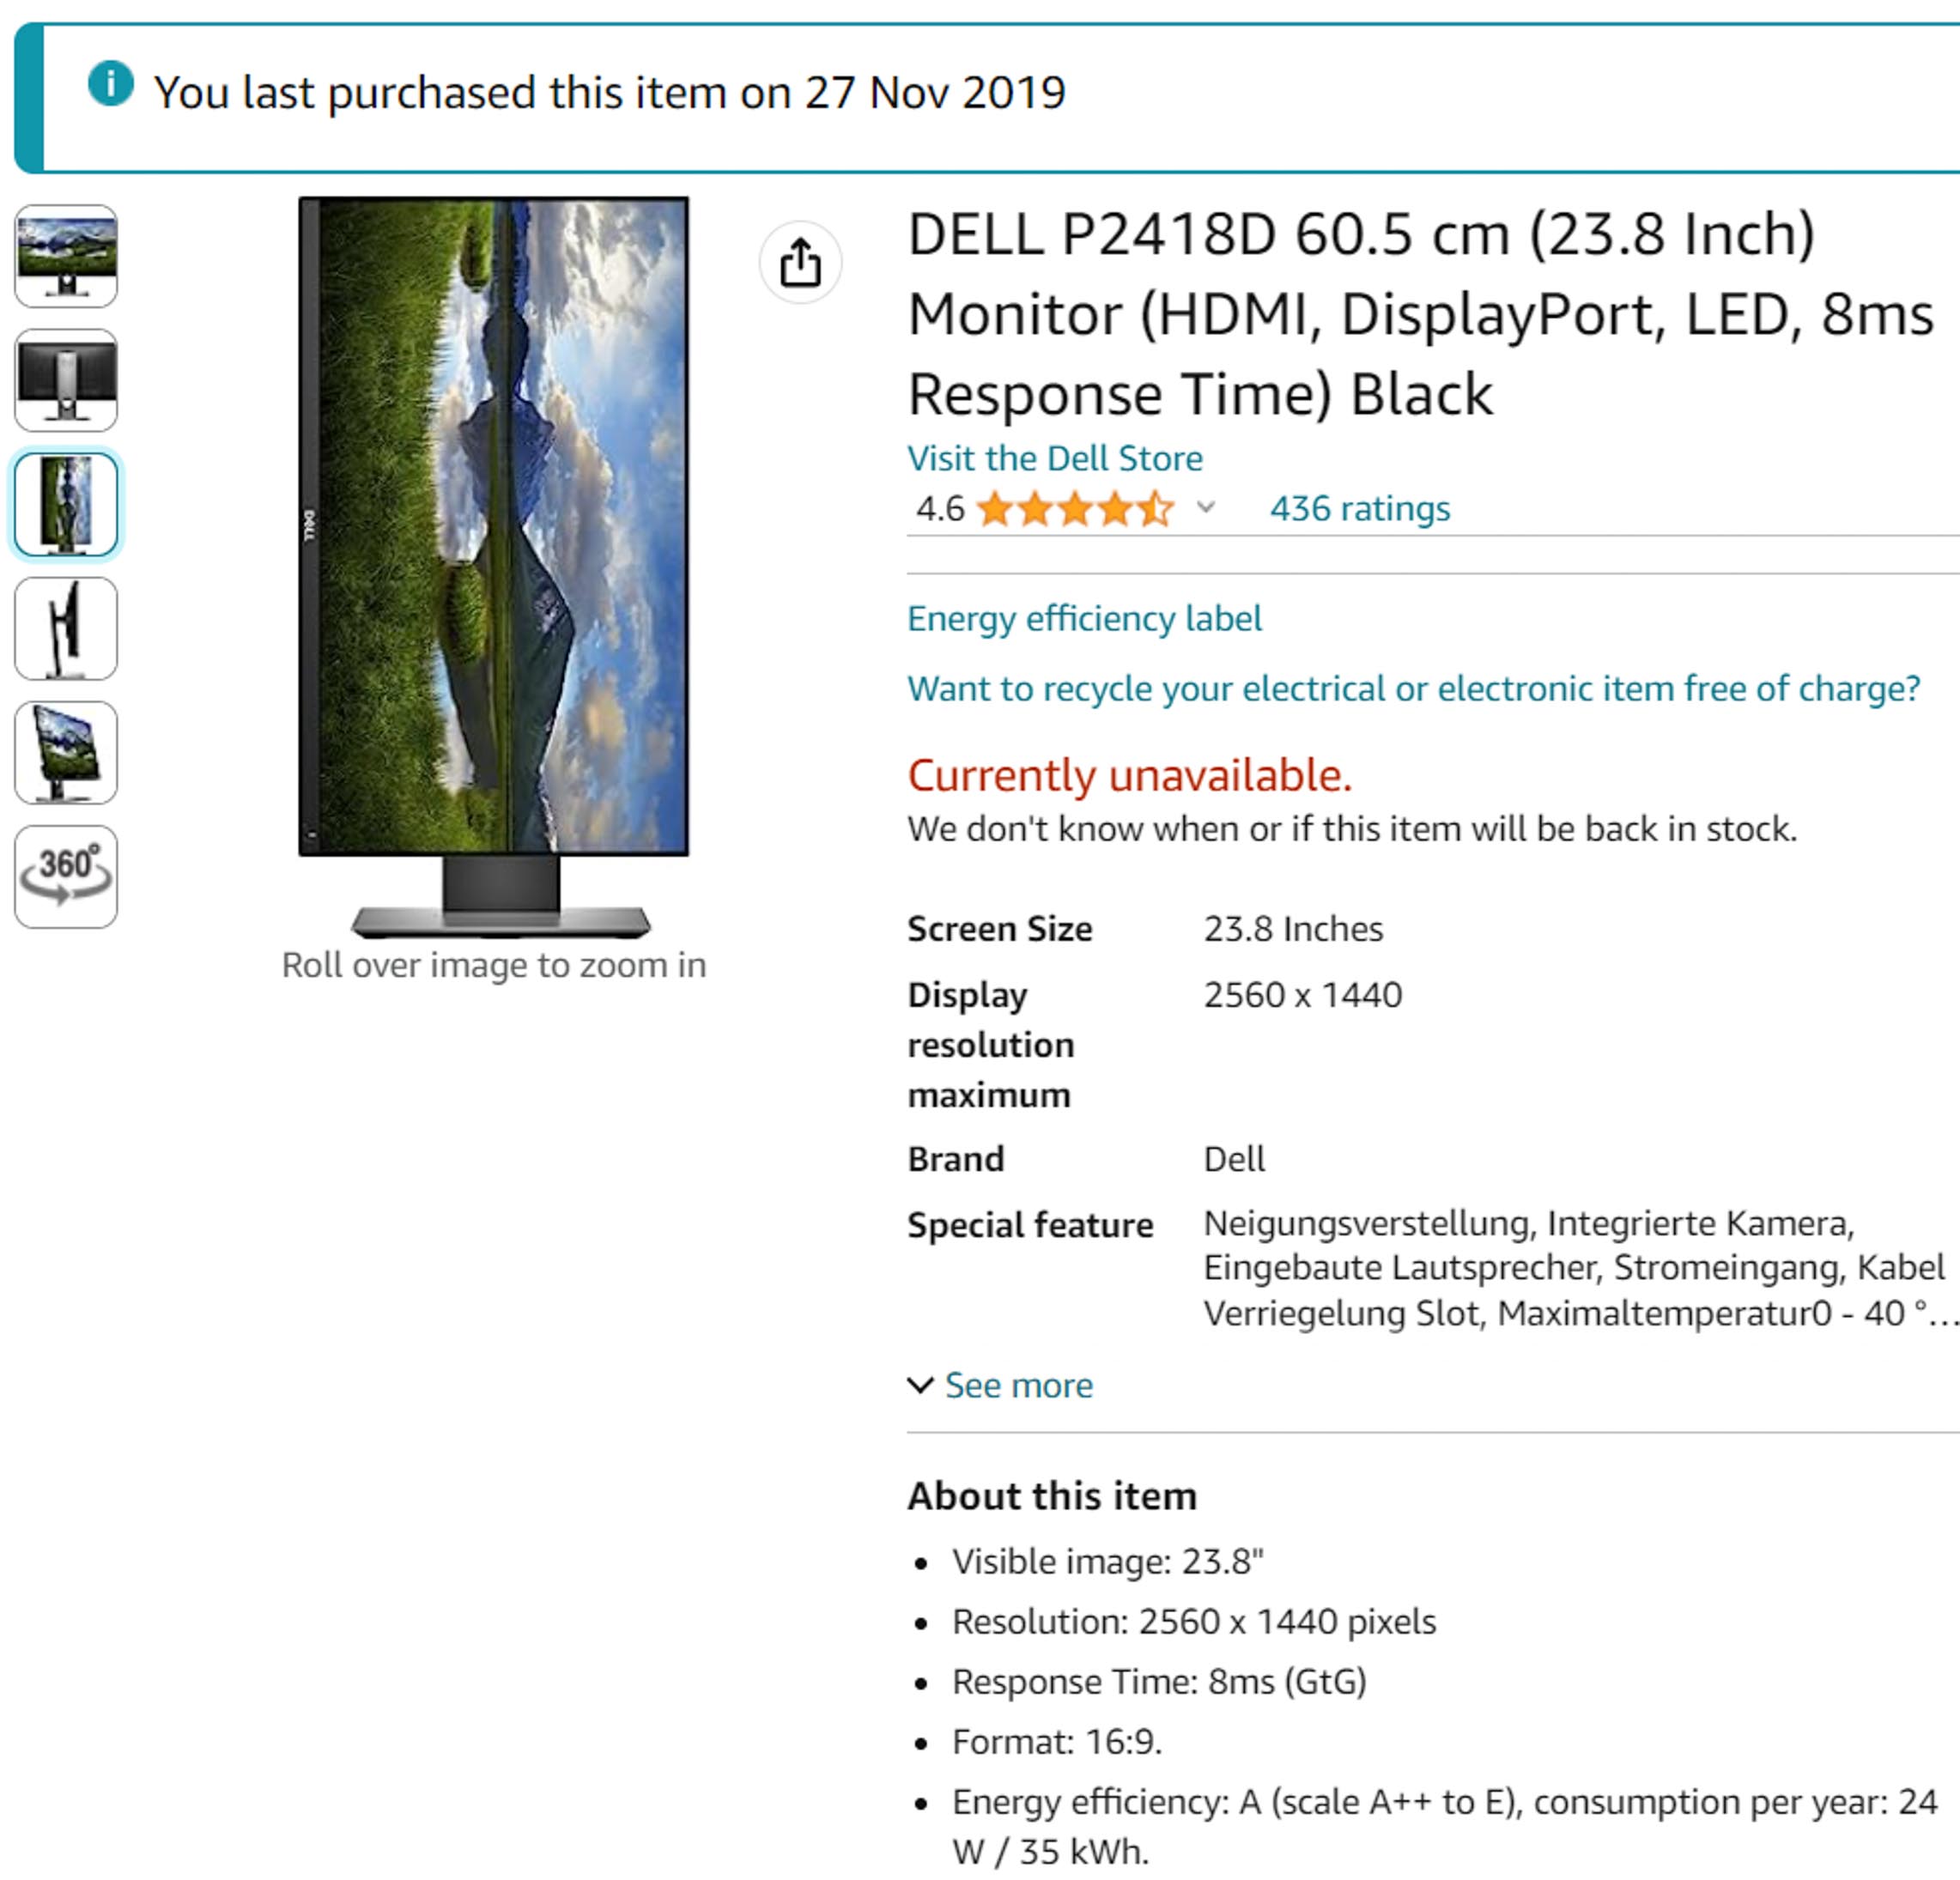 You last purchased this item on 27 Nov 2019
DELL P2418D 60.5 cm (23.8 Inch)
Monitor (HDMI, DisplayPort, LED, 8ms
Response Time) Black
Visit the Dell Store
4.6 436 ratings
Energy efficiency label
Want to recycle your electrical or electronic item free of charge?
Currently unavailable.
We don't know when or if this item will be back in stock.
360°
DELL
Roll over image to zoom in
Screen Size 23.8 Inches
Display 2560 x 1440
resolution
maximum
Brand Dell
Special feature Neigungsverstellung, Integrierte Kamera,
Eingebaute Lautsprecher, Stromeingang, Kabel
Verriegelung Slot, Maximaltemperatur0 - 40 °…
See more
About this item
• Visible image: 23.8"
• Resolution: 2560 x 1440 pixels
• Response Time: 8ms (GtG)
• Format: 16:9.
• Energy efficiency: A (scale A++ to E), consumption per year: 24
W / 35 kWh.